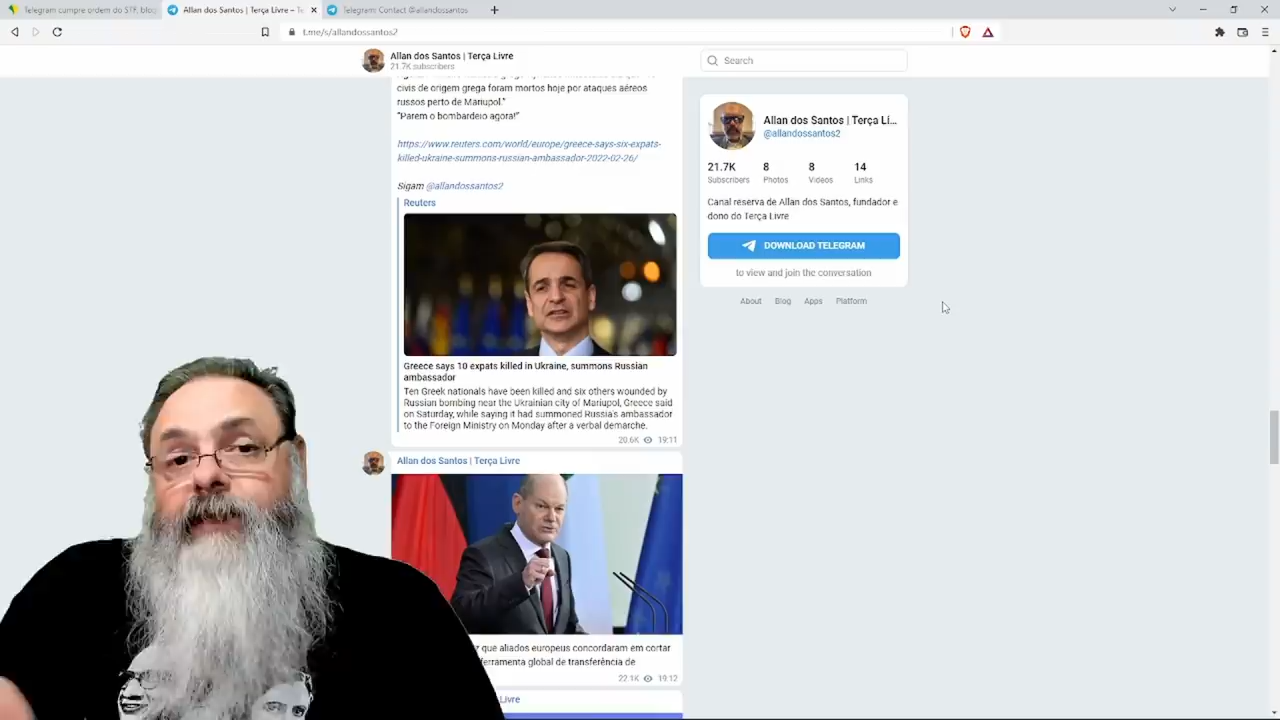 Telegram cumpre ordem do STF, bloq
Allan dos Santos | Terça Livre – Te
Telegram: Contact @allandossantos
t.me/s/allandossantos2
Allan dos Santos | Terça Livre
21.7K subscribers
Search
civis de origem grega foram mortos hoje por ataques aéreos
russos perto de Mariupol."
"Parem o bombardeio agora!"
https://www.reuters.com/world/europe/greece-says-six-expats-
killed-ukraine-summons-russian-ambassador-2022-02-26/
Sigam @allandossantos2
Reuters
Greece says 10 expats killed in Ukraine, summons Russian
ambassador
Ten Greek nationals have been killed and six others wounded by
Russian bombing near the Ukrainian city of Mariupol, Greece said
on Saturday, while saying it had summoned Russia's ambassador
to the Foreign Ministry on Monday after a verbal demarche.
20.6K 19:11
Allan dos Santos | Terça Livre
que aliados europeus concordaram em cortar
ferramenta global de transferência de
22.1K 19:12
Livre
Allan dos Santos | Terça Li...
@allandossantos2
21.7K 8 8 14
Subscribers Photos Videos Links
Canal reserva de Allan dos Santos, fundador e
dono do Terça Livre
DOWNLOAD TELEGRAM
to view and join the conversation
About Blog Apps Platform